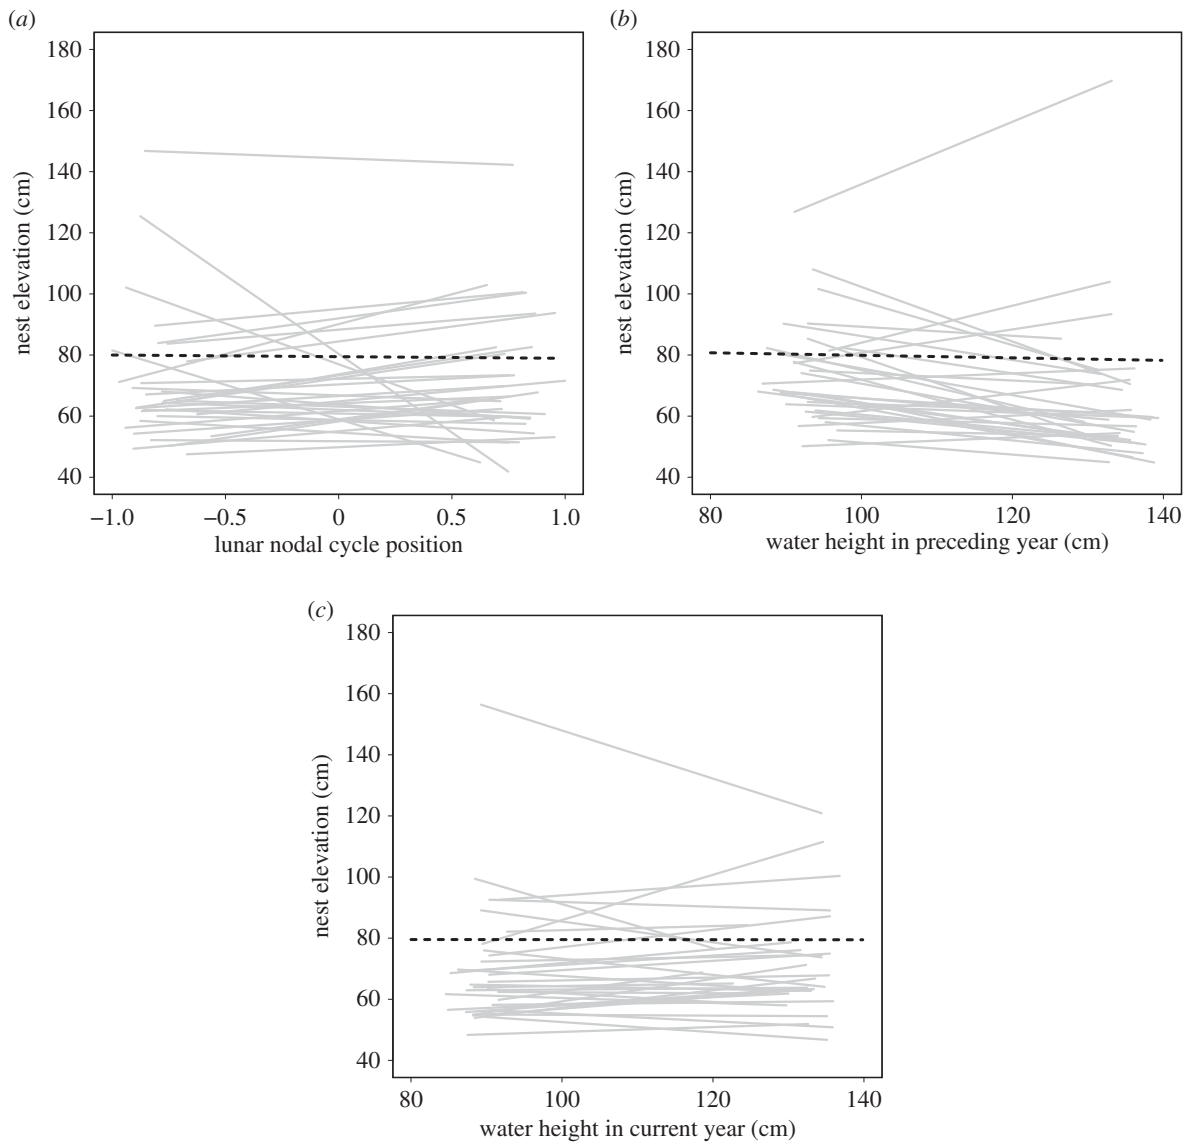 (a)
180
160
140
120
100
80
60
40
nest elevation (cm)
−1.0 −0.5 0 0.5 1.0
lunar nodal cycle position
(b)
180
160
140
120
100
80
60
40
nest elevation (cm)
80 100 120 140
water height in preceding year (cm)
(c)
180
160
140
120
100
80
60
40
nest elevation (cm)
80 100 120 140
water height in current year (cm)